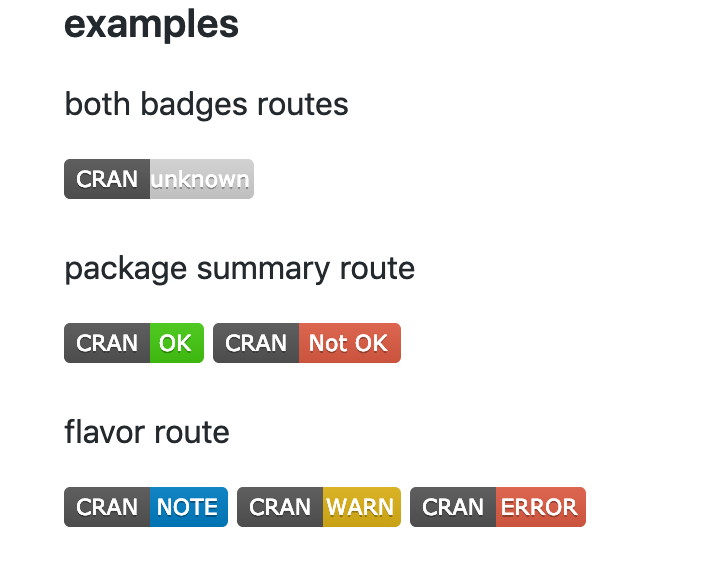 examples
both badges routes
CRAN unknown
package summary route
CRAN OK CRAN Not OK
flavor route
CRAN NOTE CRAN WARN CRAN ERROR